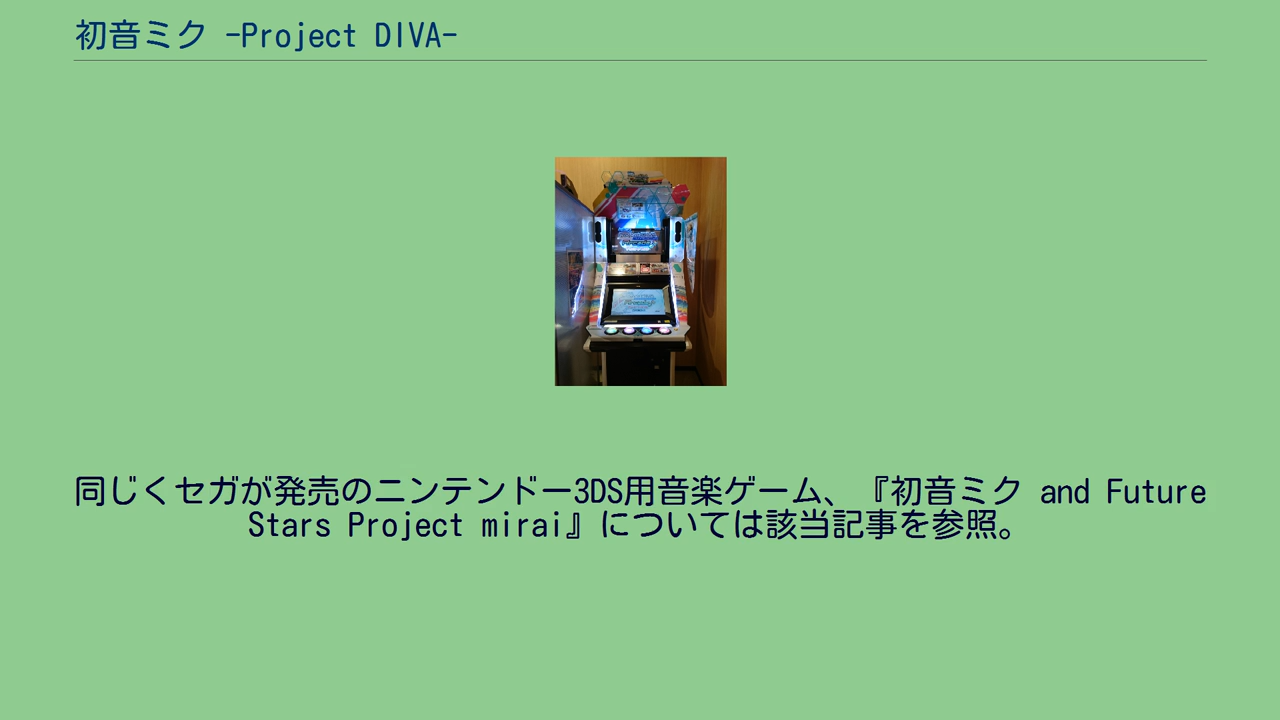 初音ミク -Project DIVA-
同じくセガが発売のニンテンドー3DS用音楽ゲーム、『初音ミク and Future
Stars Project mirai』については該当記事を参照。